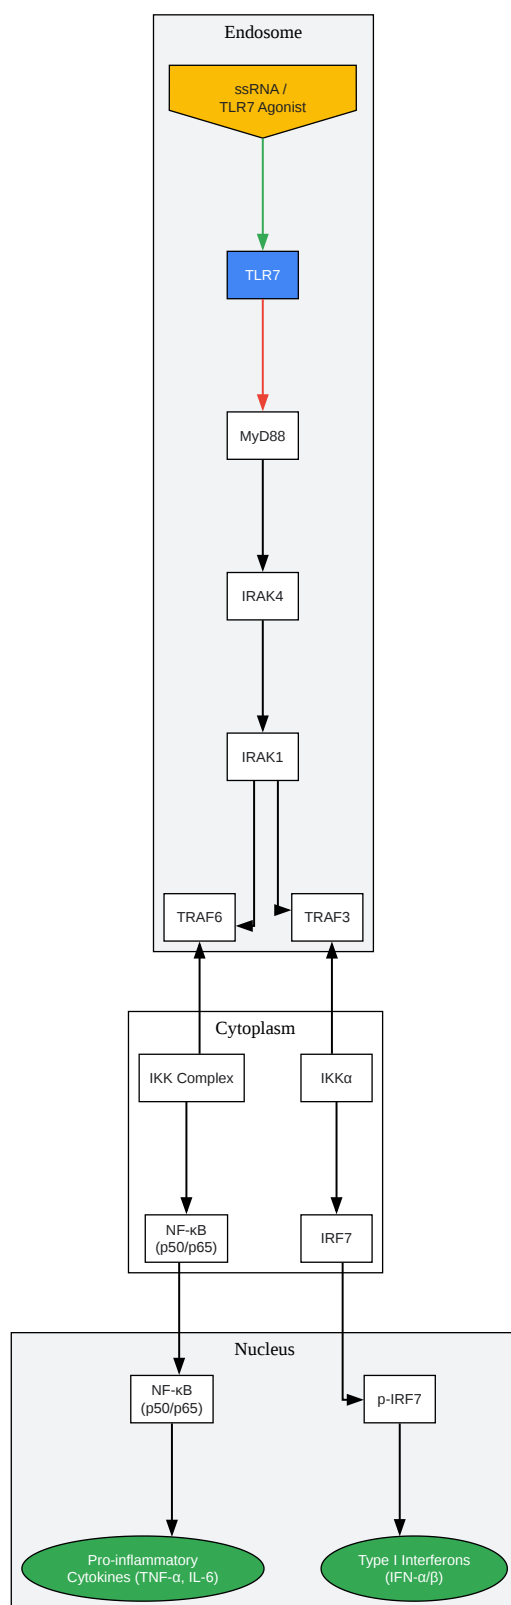 Endosome
ssRNA /
TLR7 Agonist
TLR7
MyD88
IRAK4
IRAK1
TRAF6
TRAF3
Cytoplasm
IKK Complex
IKKα
NF-κB
(p50/p65)
IRF7
Nucleus
NF-κB
(p50/p65)
p-IRF7
Pro-inflammatory
Cytokines (TNF-α, IL-6)
Type I Interferons
(IFN-α/β)